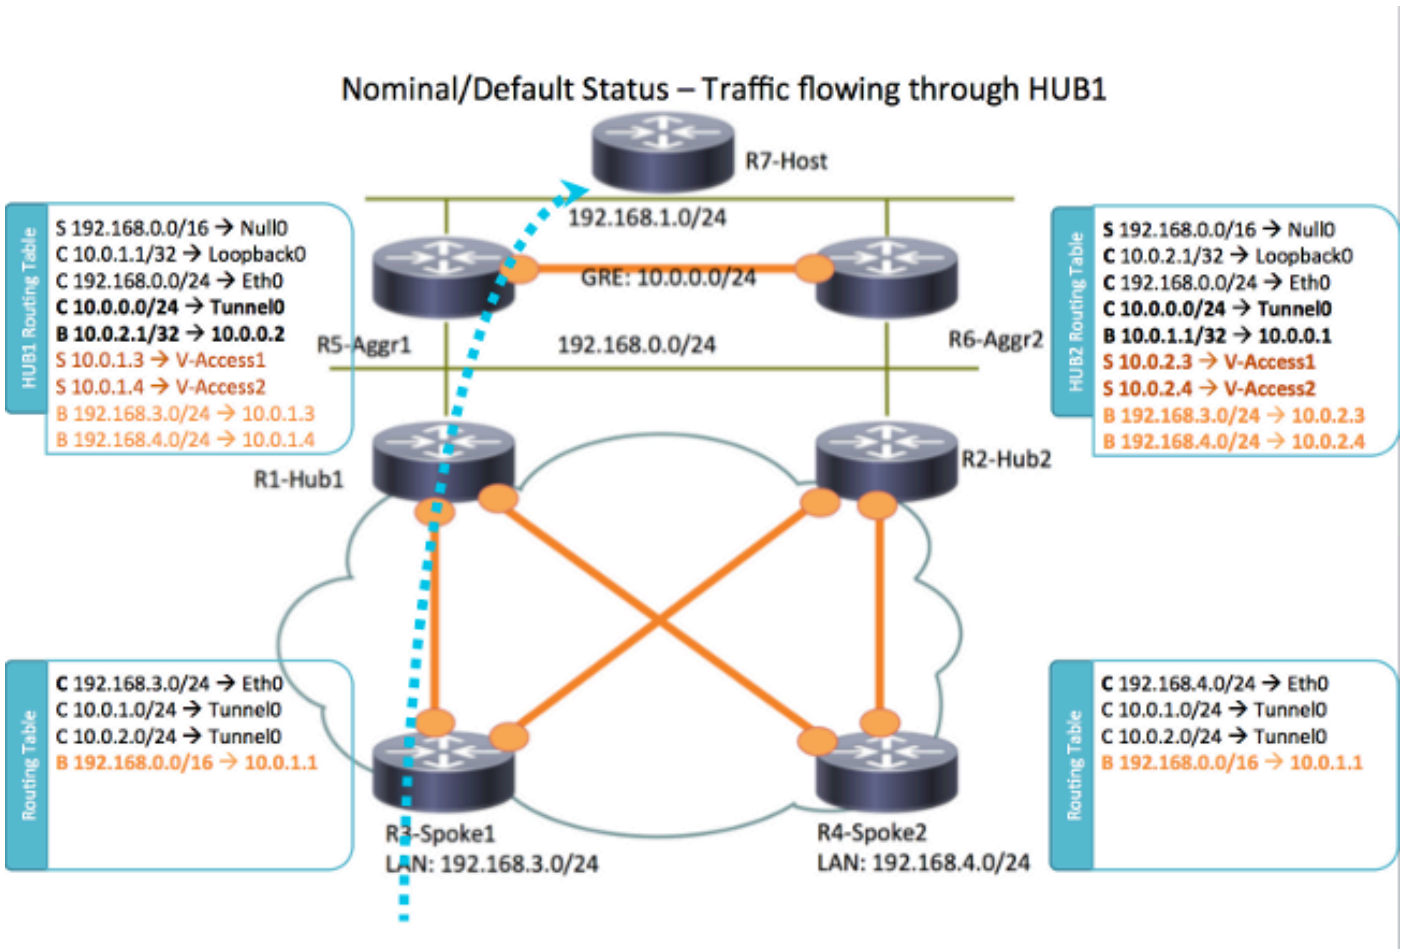 Nominal/Default Status – Traffic flowing through HUB1
R7-Host
192.168.1.0/24
HUB1 Routing Table
S 192.168.0.0/16 → Null0
C 10.0.1.1/32 → Loopback0
C 192.168.0.0/24 → Eth0
C 10.0.0.0/24 → Tunnel0
B 10.0.2.1/32 → 10.0.0.2
S 10.0.1.3 → V-Access1
S 10.0.1.4 → V-Access2
B 192.168.3.0/24 → 10.0.1.3
B 192.168.4.0/24 → 10.0.1.4
GRE: 10.0.0.0/24
R5-Aggr1
192.168.0.0/24
R6-Aggr2
HUB2 Routing Table
S 192.168.0.0/16 → Null0
C 10.0.2.1/32 → Loopback0
C 192.168.0.0/24 → Eth0
C 10.0.0.0/24 → Tunnel0
B 10.0.1.1/32 → 10.0.0.1
S 10.0.2.3 → V-Access1
S 10.0.2.4 → V-Access2
B 192.168.3.0/24 → 10.0.2.3
B 192.168.4.0/24 → 10.0.2.4
R1-Hub1
R2-Hub2
Routing Table
C 192.168.3.0/24 → Eth0
C 10.0.1.0/24 → Tunnel0
C 10.0.2.0/24 → Tunnel0
B 192.168.0.0/16 → 10.0.1.1
R3-Spoke1
LAN: 192.168.3.0/24
R4-Spoke2
LAN: 192.168.4.0/24
Routing Table
C 192.168.4.0/24 → Eth0
C 10.0.1.0/24 → Tunnel0
C 10.0.2.0/24 → Tunnel0
B 192.168.0.0/16 → 10.0.1.1